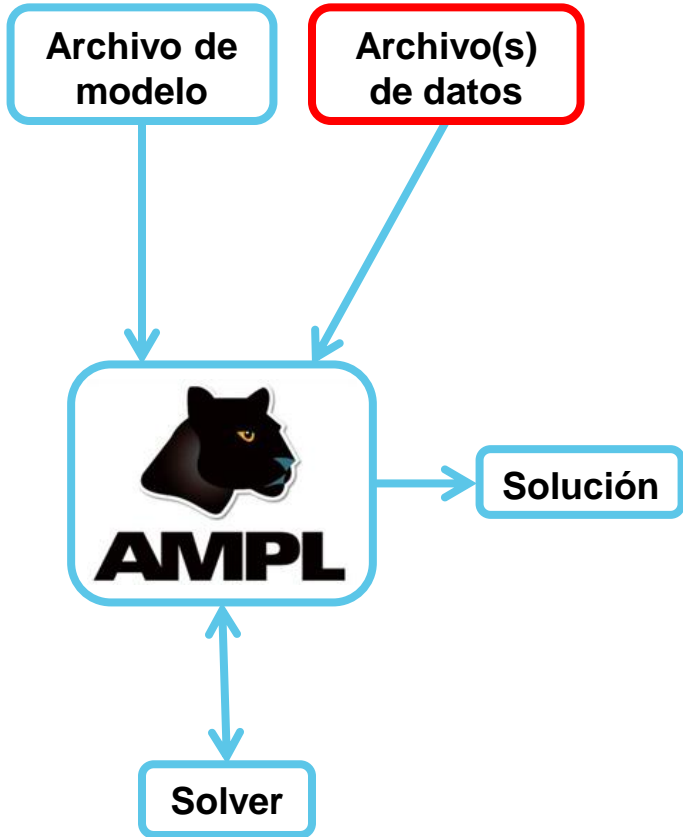 Archivo de
modelo
Archivo(s)
de datos
AMPL
Solución
Solver